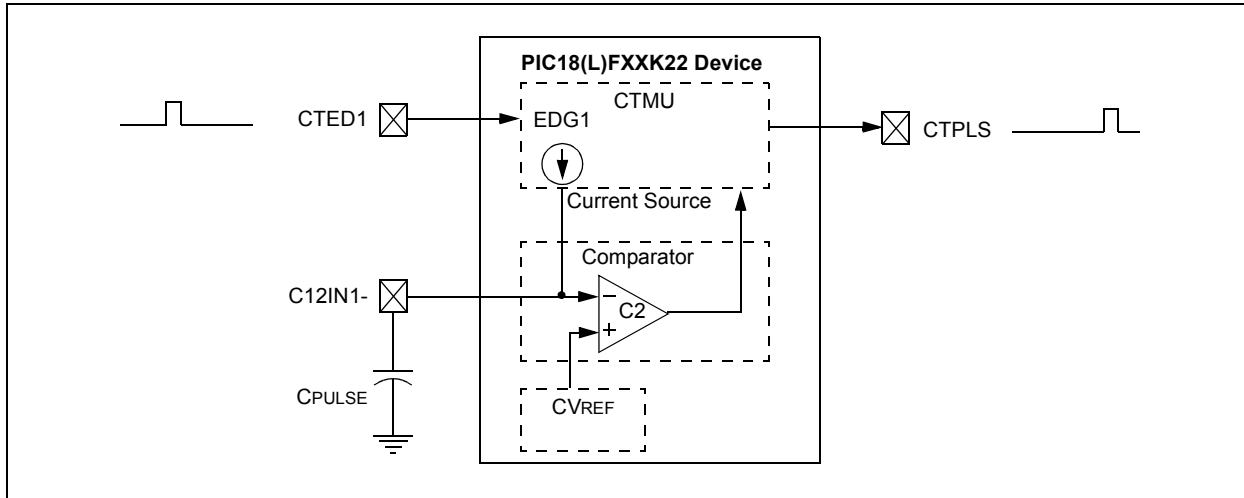 PIC18(L)FXXK22 Device
CTMU
CTED1
EDG1
CTPLS
Current Source
Comparator
C12IN1-
−
C2
+
CPULSE
CVREF